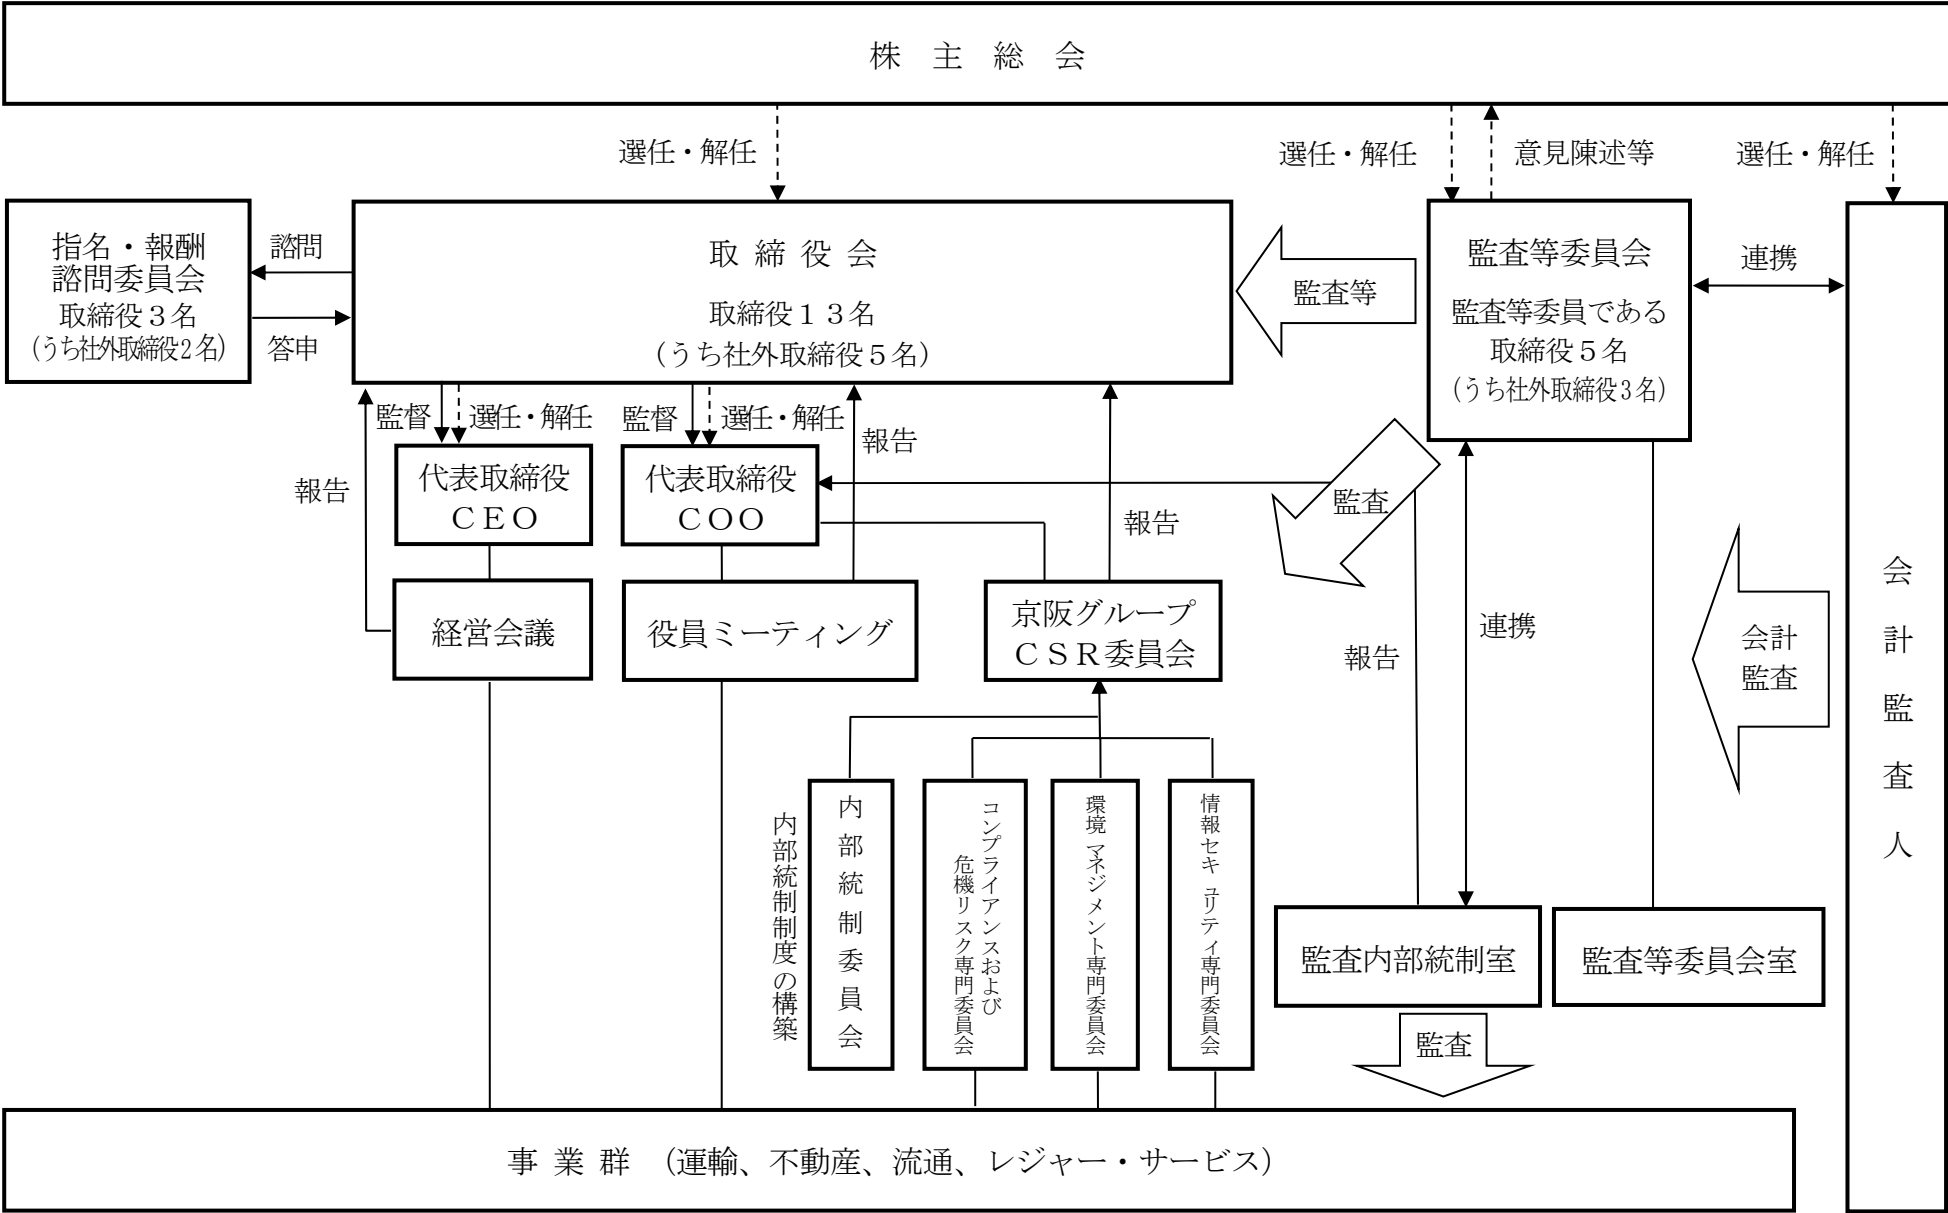 株主総会
選任・解任
選任・解任
意見陳述等
選任・解任
指名・報酬
諮問委員会
取締役３名
（うち社外取締役2名）
諮問
答申
取締役会
取締役１３名
（うち社外取締役５名）
監査等
監査等委員会
監査等委員である
取締役５名
（うち社外取締役3名）
連携
監督
選任・解任
監督
選任・解任
報告
報告
代表取締役
ＣＥＯ
代表取締役
ＣＯＯ
監査
報告
経営会議
役員ミーティング
京阪グループ
ＣＳＲ委員会
報告
連携
会計
監査
会計監査人
内部統制制度の構築
内部統制委員会
コンプライアンスおよび
危機リスク専門委員会
環境マネジメント専門委員会
情報セキュリティ専門委員会
監査内部統制室
監査等委員会室
監査
事業群（運輸、不動産、流通、レジャー・サービス）